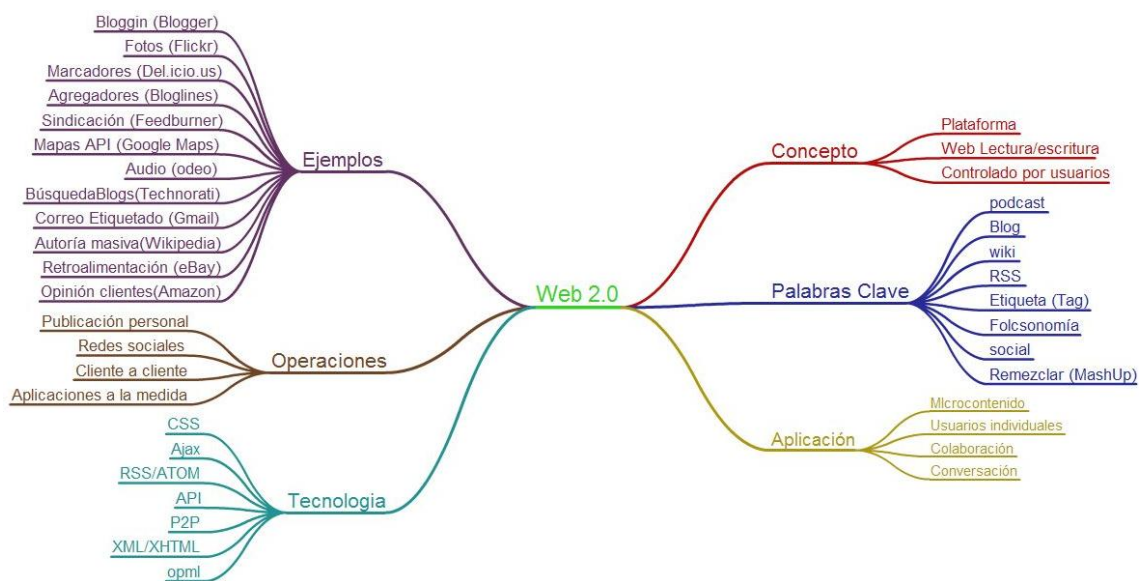 Web 2.0
Ejemplos
Bloggin (Blogger)
Fotos (Flickr)
Marcadores (Del.icio.us)
Agregadores (Bloglines)
Sindicación (Feedburner)
Mapas API (Google Maps)
Audio (odeo)
BúsquedaBlogs(Technorati)
Correo Etiquetado (Gmail)
Autoría masiva(Wikipedia)
Retroalimentación (eBay)
Opinión clientes(Amazon)
Operaciones
Publicación personal
Redes sociales
Cliente a cliente
Aplicaciones a la medida
Tecnologia
CSS
Ajax
RSS/ATOM
API
P2P
XML/XHTML
opml
Concepto
Plataforma
Web Lectura/escritura
Controlado por usuarios
Palabras Clave
podcast
Blog
wiki
RSS
Etiqueta (Tag)
Folcsonomía
social
Remezclar (MashUp)
Aplicación
MIcrocontenido
Usuarios individuales
Colaboración
Conversación